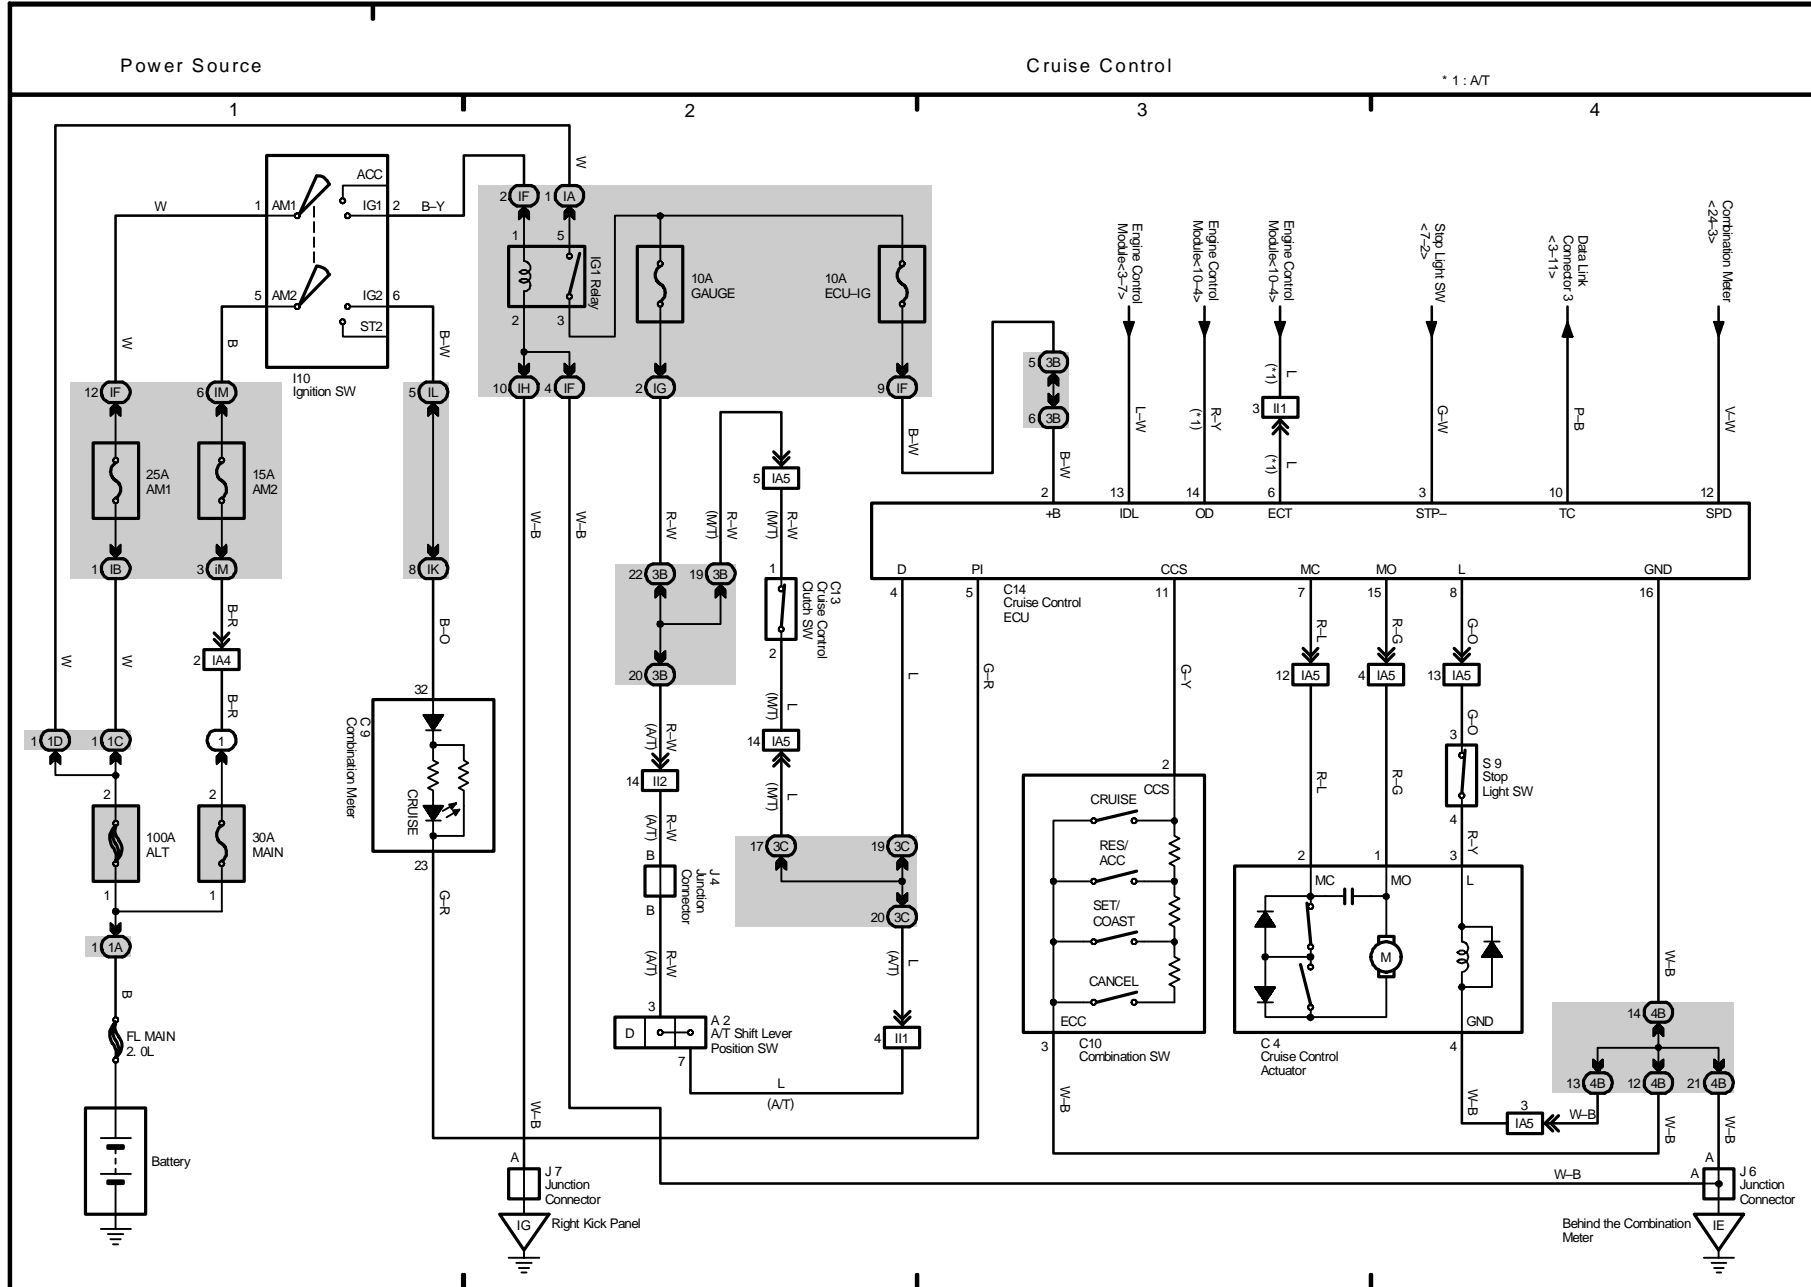 Power Source
Cruise Control
* 1 : A/T
1
2
3
4
W
ACC
1
AM1
IG1
2
B–Y
W
5
AM2
IG2
6
ST2
W
B
B–W
I10
Ignition SW
2
IF
1
IA
1
5
IG1 Relay
2
3
10A
GAUGE
10A
ECU–IG
10
IH
4
IF
2
IG
9
IF
12
IF
6
IM
5
IL
25A
AM1
15A
AM2
1
IB
3
iM
8
IK
B–R
2
IA4
B–R
W
W
B–O
1
1D
1
1C
1
2
2
100A
ALT
30A
MAIN
1
1
1
1A
B
FL MAIN
2. 0L
Battery
32
C 9
Combination Meter
CRUISE
23
G–R
W–B
W–B
R–W
R–W
(M/T)
5
IA5
R–W
(M/T)
22
3B
19
3B
20
3B
1
C13
Cruise Control
Clutch SW
2
L
(M/T)
14
IA5
L
(M/T)
R–W
(A/T)
14
II2
R–W
(A/T)
B
J 4
Junction
Connector
B
R–W
(A/T)
17
3C
19
3C
20
3C
L
L
(A/T)
3
D
A 2
A/T Shift Lever
Position SW
7
L
(A/T)
4
II1
W–B
A
J 7
Junction
Connector
IG
Right Kick Panel
B–W
5
3B
6
3B
B–W
Engine Control
Module<3–7>
Engine Control
Module<10–4>
Engine Control
Module<10–4>
Stop Light SW
<7–2>
Data Link
Connector 3
<3–11>
Combination Meter
<24–3>
L–W
R–Y
(*1)
L
(*1)
3
II1
L
(*1)
G–W
P–B
V–W
2
13
14
6
3
10
12
+B
IDL
OD
ECT
STP–
TC
SPD
D
PI
CCS
MC
MO
L
GND
4
5
C14
Cruise Control
ECU
11
7
15
8
16
G–R
G–Y
R–L
R–G
G–O
12
IA5
4
IA5
13
IA5
R–L
R–G
G–O
3
S 9
Stop
Light SW
4
R–Y
2
CCS
CRUISE
RES/
ACC
SET/
COAST
CANCEL
ECC
3
C10
Combination SW
W–B
2
1
3
MC
MO
L
M
GND
C 4
Cruise Control
Actuator
4
W–B
3
IA5
W–B
W–B
14
4B
13
4B
12
4B
21
4B
W–B
W–B
W–B
A
A
J 6
Junction
Connector
Behind the Combination
Meter
IE